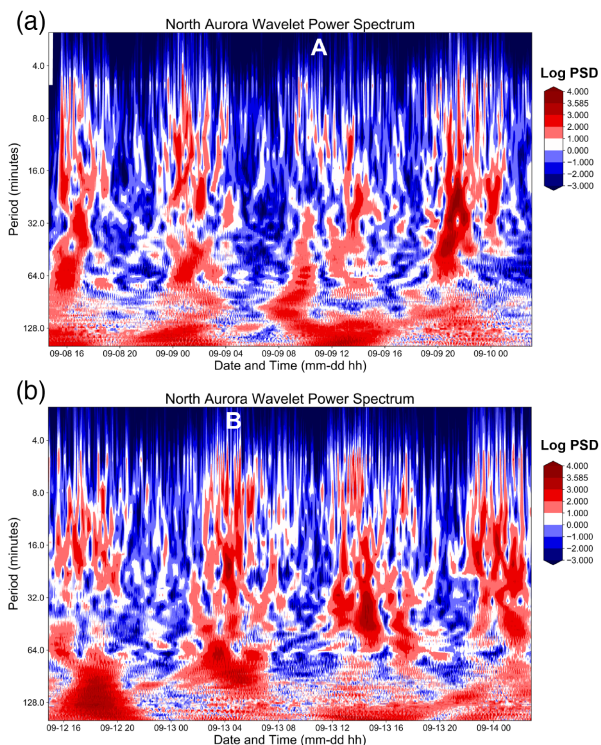 (a)
North Aurora Wavelet Power Spectrum
A
Log PSD
4.000
3.585
3.000
2.000
1.000
0.000
−1.000
−2.000
−3.000
4.0
8.0
16.0
32.0
64.0
128.0
Period (minutes)
09-08 16 09-08 20 09-09 00 09-09 04 09-09 08 09-09 12 09-09 16 09-09 20 09-10 00
Date and Time (mm-dd hh)
(b)
North Aurora Wavelet Power Spectrum
B
Log PSD
4.000
3.585
3.000
2.000
1.000
0.000
−1.000
−2.000
−3.000
4.0
8.0
16.0
32.0
64.0
128.0
Period (minutes)
09-12 16 09-12 20 09-13 00 09-13 04 09-13 08 09-13 12 09-13 16 09-13 20 09-14 00
Date and Time (mm-dd hh)